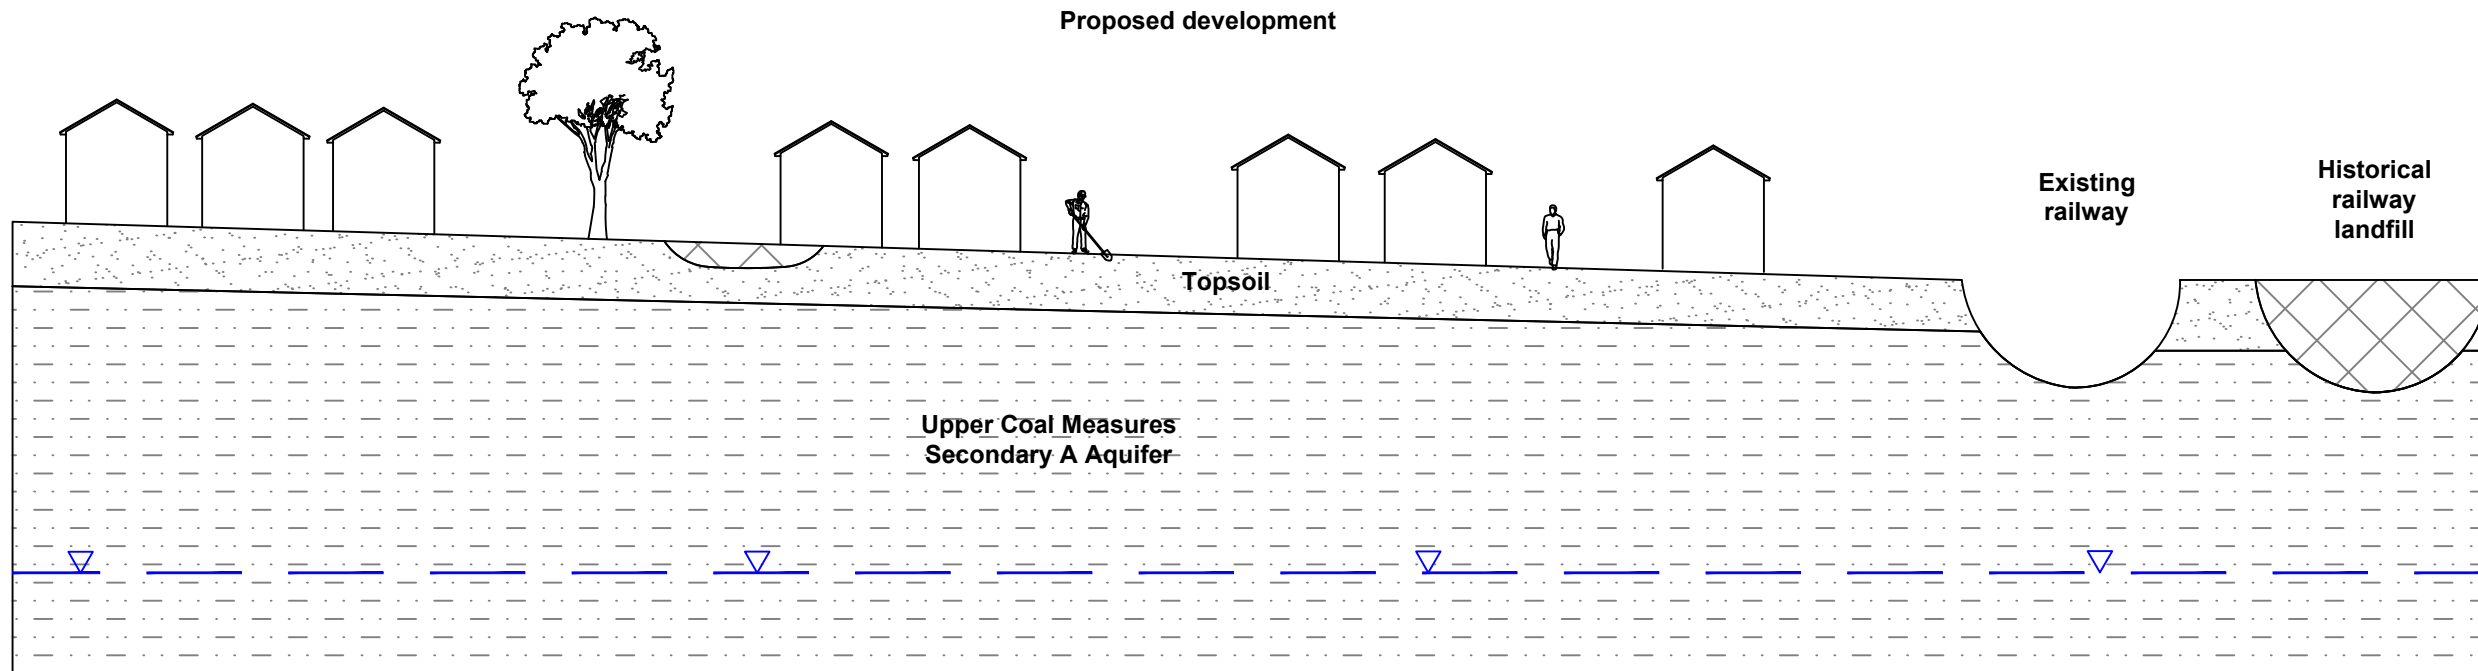 Proposed development
Existing
railway
Historical
railway
landfill
Topsoil
Upper Coal Measures
Secondary A Aquifer